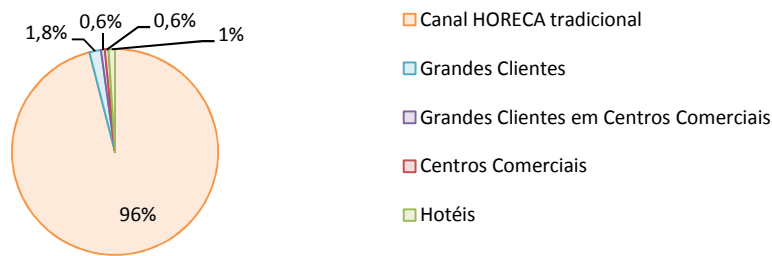 1,8%
0,6%
0,6%
1%
96%
Canal HORECA tradicional
Grandes Clientes
Grandes Clientes em Centros Comerciais
Centros Comerciais
Hotéis